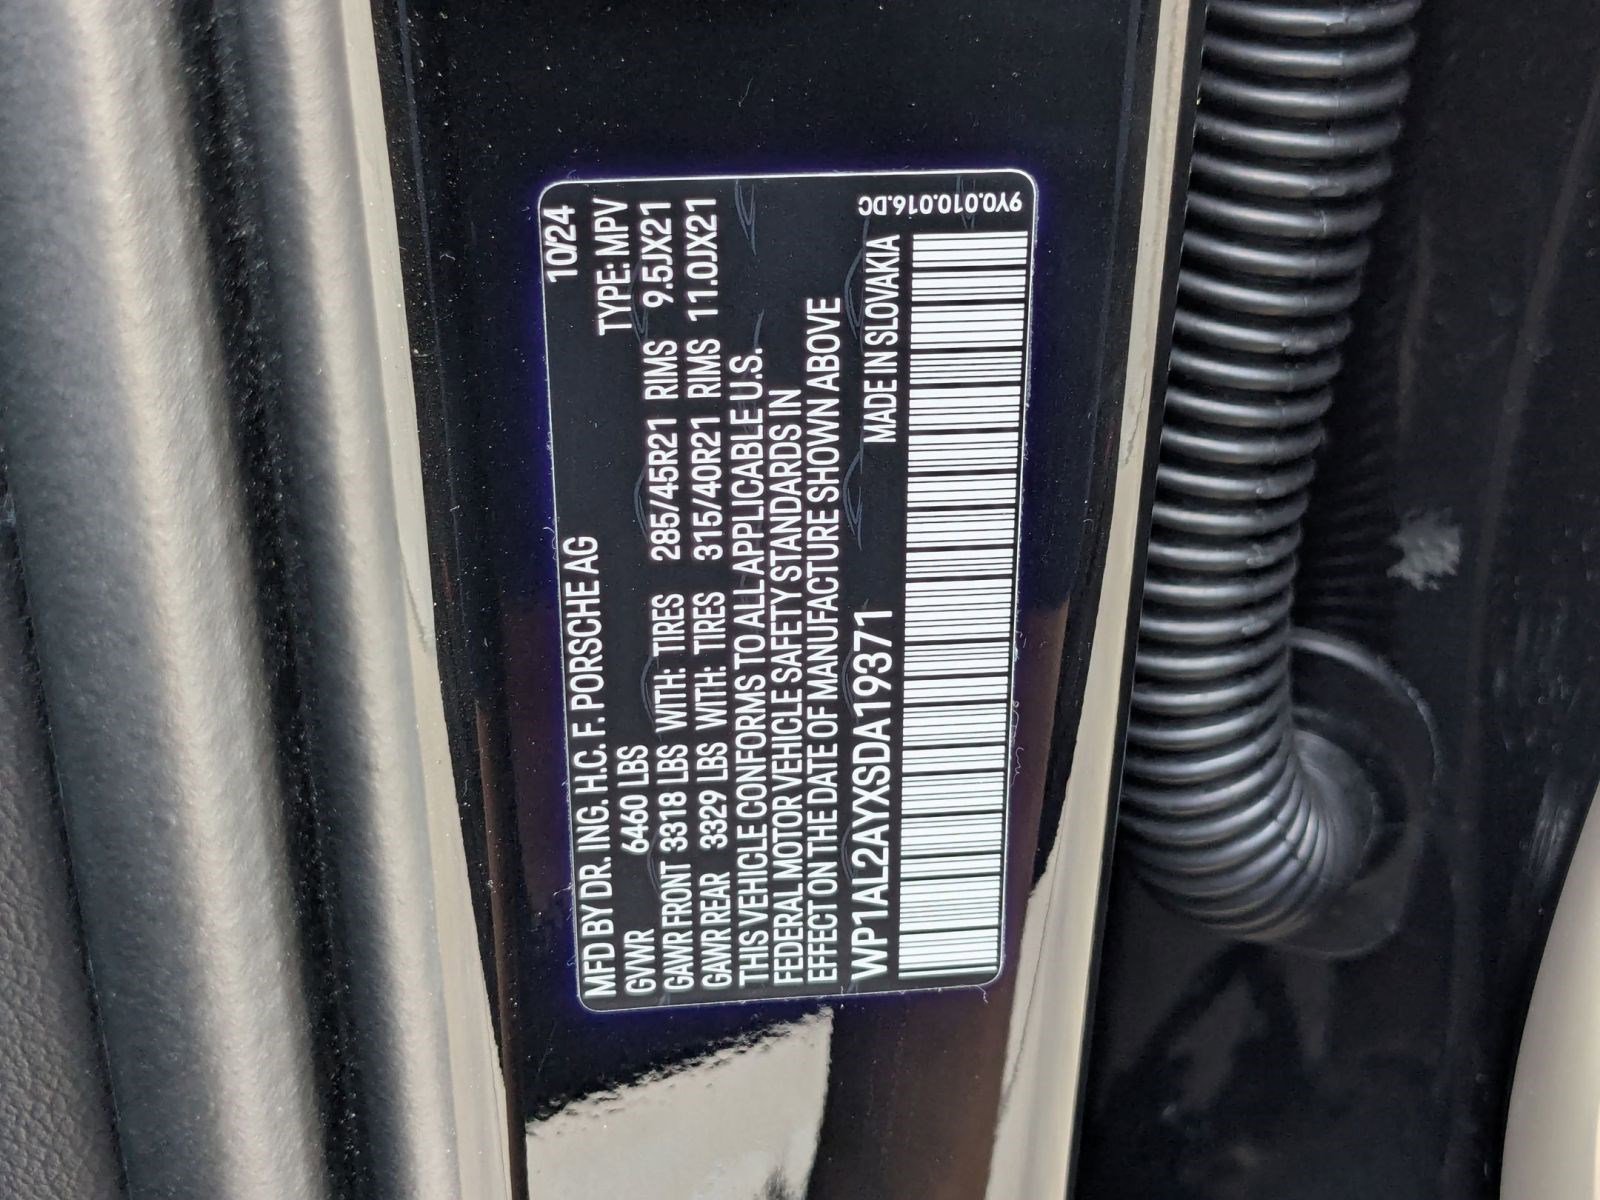 MFD BY DR. ING. H.C. F. PORSCHE AG 10/24
GVWR 6460 LBS TYPE: MPV
GAWR FRONT 3318 LBS WITH: TIRES 285/45R21 RIMS 9.5JX21
GAWR REAR 3329 LBS WITH: TIRES 315/40R21 RIMS 11.0JX21
THIS VEHICLE CONFORMS TO ALL APPLICABLE U.S.
FEDERAL MOTOR VEHICLE SAFETY STANDARDS IN
EFFECT ON THE DATE OF MANUFACTURE SHOWN ABOVE
WP1AL2AYXSDA19371 MADE IN SLOVAKIA
9Y0.010.016.DC